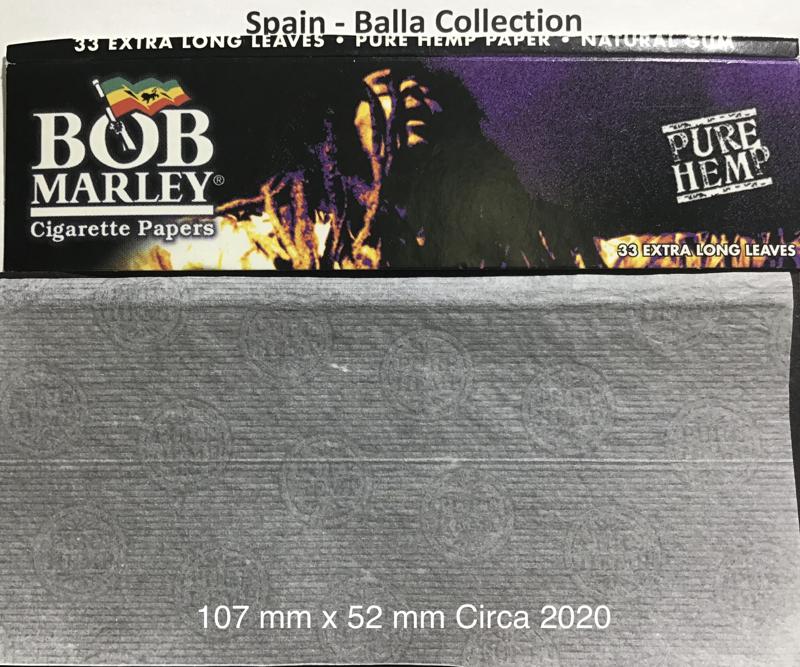 Spain - Balla Collection
33 EXTRA LONG LEAVES • PURE HEMP PAPER • NATURAL GUM
BOB
MARLEY®
Cigarette Papers
PURE
HEMP
33 EXTRA LONG LEAVES
107 mm x 52 mm Circa 2020